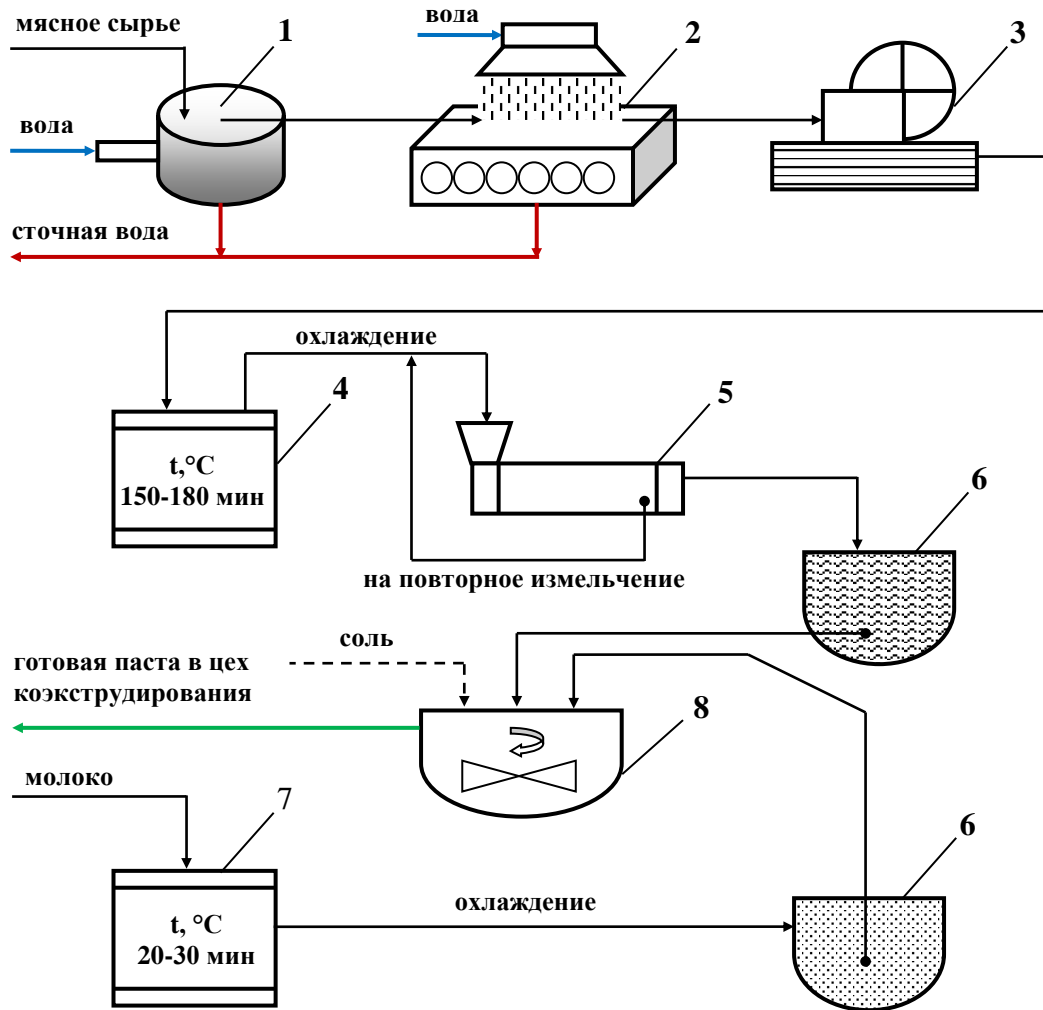 мясное сырье
1
вода
2
3
вода
сточная вода
охлаждение
4
5
t,°C
150-180 мин
6
на повторное измельчение
соль
готовая паста в цех
коэкструдирования
8
молоко
7
6
охлаждение
t, °C
20-30 мин